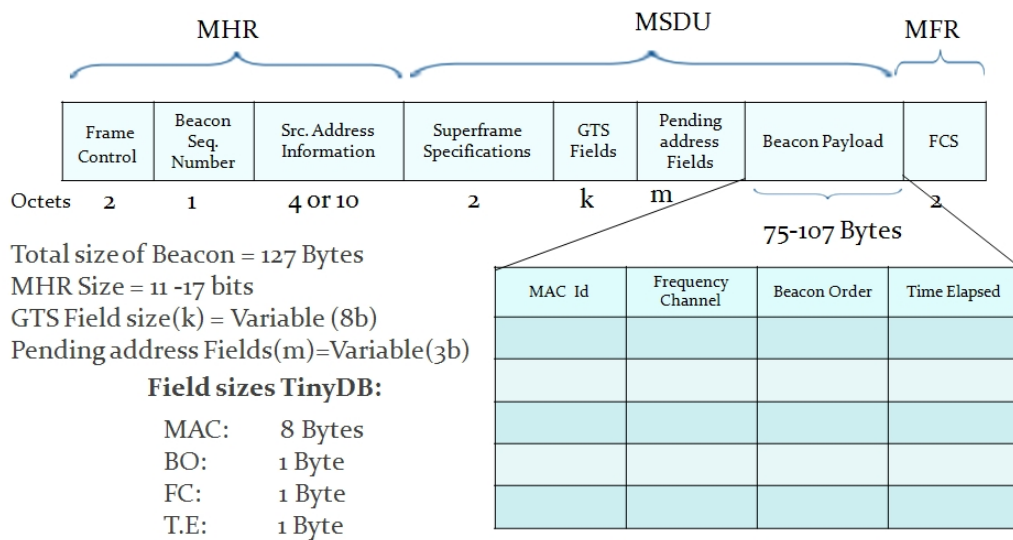 MHR
MSDU
MFR
Frame Control
Beacon Seq. Number
Src. Address Information
Superframe Specifications
GTS Fields
Pending address Fields
Beacon Payload
FCS
Octets 2 1 4 or 10 2 k m 2
75-107 Bytes
Total size of Beacon = 127 Bytes
MHR Size = 11 -17 bits
GTS Field size(k) = Variable (8b)
Pending address Fields(m)=Variable(3b)
Field sizes TinyDB:
MAC: 8 Bytes
BO: 1 Byte
FC: 1 Byte
T.E: 1 Byte
MAC Id
Frequency Channel
Beacon Order
Time Elapsed